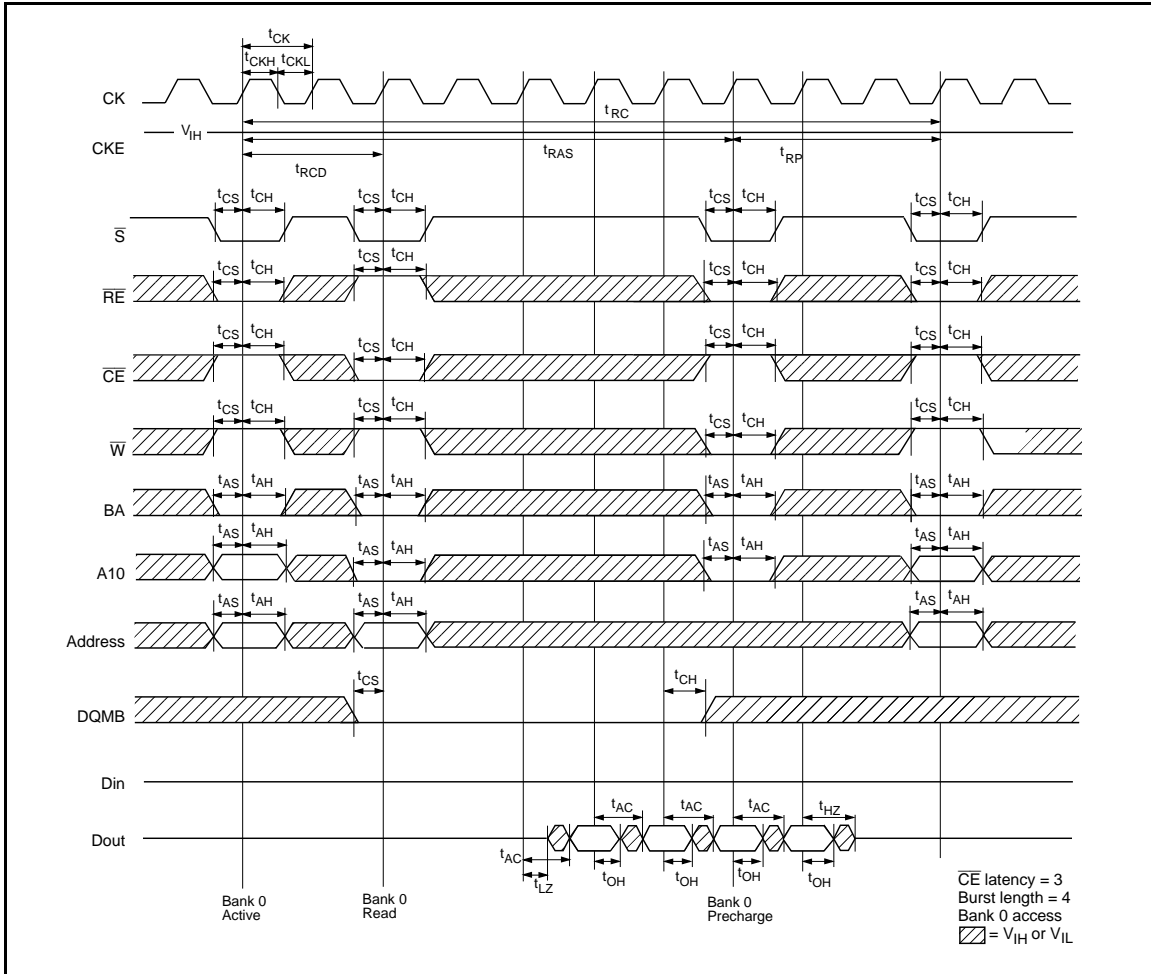 tCK
tCKH tCKL
CK
tRC
VIH
CKE
tRAS tRP
tRCD
tCS tCH tCS tCH tCS tCH tCS tCH
S̅
tCS tCH tCS tCH tCS tCH tCS tCH
R̅E̅
tCS tCH tCS tCH tCS tCH tCS tCH
C̅E̅
tCS tCH tCS tCH tCS tCH tCS tCH
W̅
tAS tAH tAS tAH tAS tAH tAS tAH
BA
tAS tAH tAS tAH tAS tAH tAS tAH
A10
tAS tAH tAS tAH tAS tAH
Address
tCS tCH
DQMB
Din
tAC tAC tAC tHZ
Dout
tAC
tLZ tOH tOH tOH tOH
Bank 0
Active
Bank 0
Read
Bank 0
Precharge
C̅E̅ latency = 3
Burst length = 4
Bank 0 access
= VIH or VIL